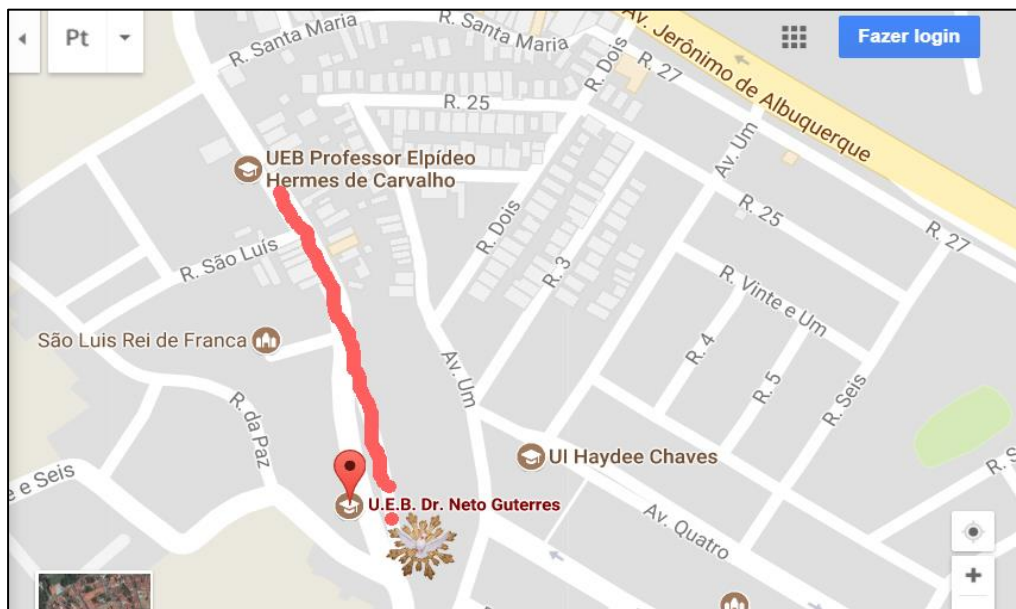 Pt
Fazer login
R. Santa Maria
R. Santa Maria
R. Dois
Av. Jerônimo de Albuquerque
R. 27
R. 25
Av. Um
UEB Professor Elpídeo
Hermes de Carvalho
R. 25
R. 27
R. Dois
R. São Luís
R. 3
R. Vinte e Um
São Luis Rei de Franca
R. 4
Av. Um
R. 5
R. Seis
R. da Paz
UI Haydee Chaves
e e Seis
U.E.B. Dr. Neto Guterres
Av. Quatro
+